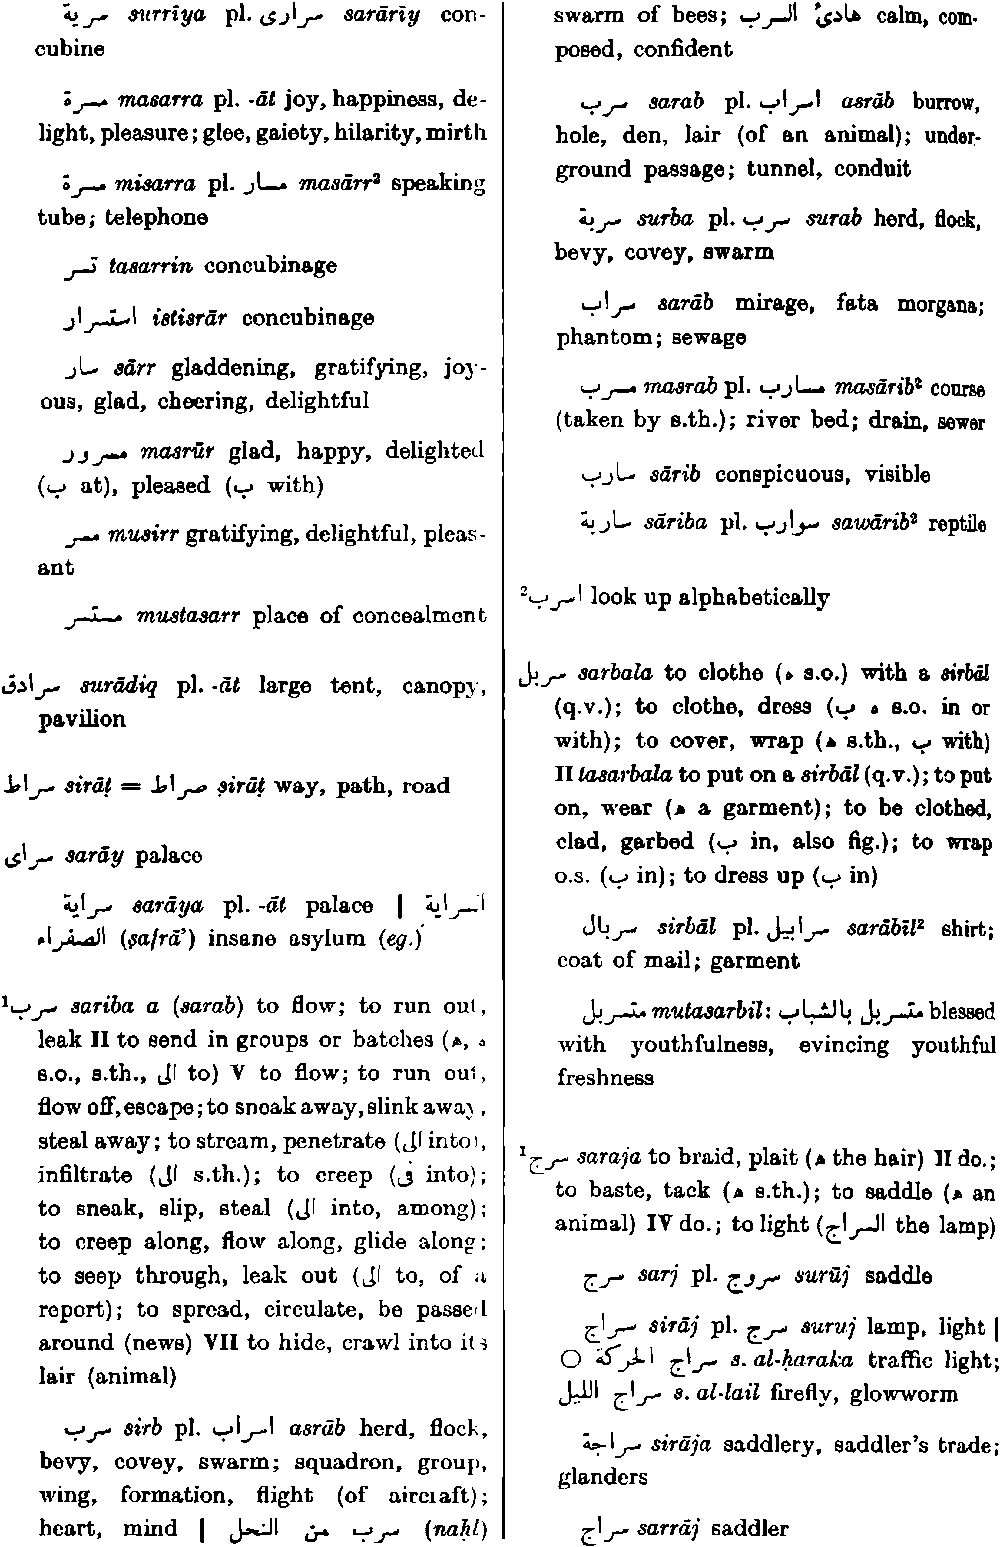 سرية surrīya pl. سرارى sarārīy con-
cubine
مسرة masarra pl. -āt joy, happiness, de-
light, pleasure; glee, gaiety, hilarity, mirth
مسرة misarra pl. مسار masārr² speaking
tube; telephone
تسر tasarrin concubinage
استسرار istisrār concubinage
سار sārr gladdening, gratifying, joy-
ous, glad, cheering, delightful
مسرور masrūr glad, happy, delighted
(ب at), pleased (ب with)
مسر musirr gratifying, delightful, pleas-
ant
مستسر mustasarr place of concealment
سرادق surādiq pl. -āt large tent, canopy,
pavilion
سراط sirāṭ = صراط ṣirāṭ way, path, road
سراى sarāy palace
سراية sarāya pl. -āt palace | السراية
الصفراء (ṣafrā’) insane asylum (eg.)
¹سرب sariba a (sarab) to flow; to run out,
leak II to send in groups or batches (ه, ه
s.o., s.th., الى to) V to flow; to run out,
flow off, escape; to sneak away, slink away,
steal away; to stream, penetrate (الى into),
infiltrate (الى s.th.); to creep (فى into);
to sneak, slip, steal (الى into, among);
to creep along, flow along, glide along;
to seep through, leak out (الى to, of a
report); to spread, circulate, be passed
around (news) VII to hide, crawl into its
lair (animal)
سرب sirb pl. اسراب asrāb herd, flock,
bevy, covey, swarm; squadron, group,
wing, formation, flight (of aircraft);
heart, mind | سرب من النحل (naḥl)
swarm of bees; هادئ السرب calm, com-
posed, confident
سرب sarab pl. اسراب asrāb burrow,
hole, den, lair (of an animal); under-
ground passage; tunnel, conduit
سربة surba pl. سرب surab herd, flock,
bevy, covey, swarm
سراب sarāb mirage, fata morgana;
phantom; sewage
مسرب masrab pl. مسارب masārib² course
(taken by s.th.); river bed; drain, sewer
سارب sārib conspicuous, visible
ساربة sāriba pl. سوارب sawārib² reptile
²اسرب look up alphabetically
سربل sarbala to clothe (ه s.o.) with a sirbāl
(q.v.); to clothe, dress (ب ه s.o. in or
with); to cover, wrap (ه s.th., ب with)
II tasarbala to put on a sirbāl (q.v.); to put
on, wear (ه a garment); to be clothed,
clad, garbed (ب in, also fig.); to wrap
o.s. (ب in); to dress up (ب in)
سربال sirbāl pl. سرابيل sarābīl² shirt;
coat of mail; garment
متسربل mutasarbil: متسربل بالشباب blessed
with youthfulness, evincing youthful
freshness
¹سرج saraja to braid, plait (ه the hair) II do.;
to baste, tack (ه s.th.); to saddle (ه an
animal) IV do.; to light (السراج the lamp)
سرج sarj pl. سروج surūj saddle
سراج sirāj pl. سرج suruj lamp, light |
○ سراج الحركة s. al-ḥaraka traffic light;
سراج الليل s. al-lail firefly, glowworm
سراجة sirāja saddlery, saddler’s trade;
glanders
سراج sarrāj saddler